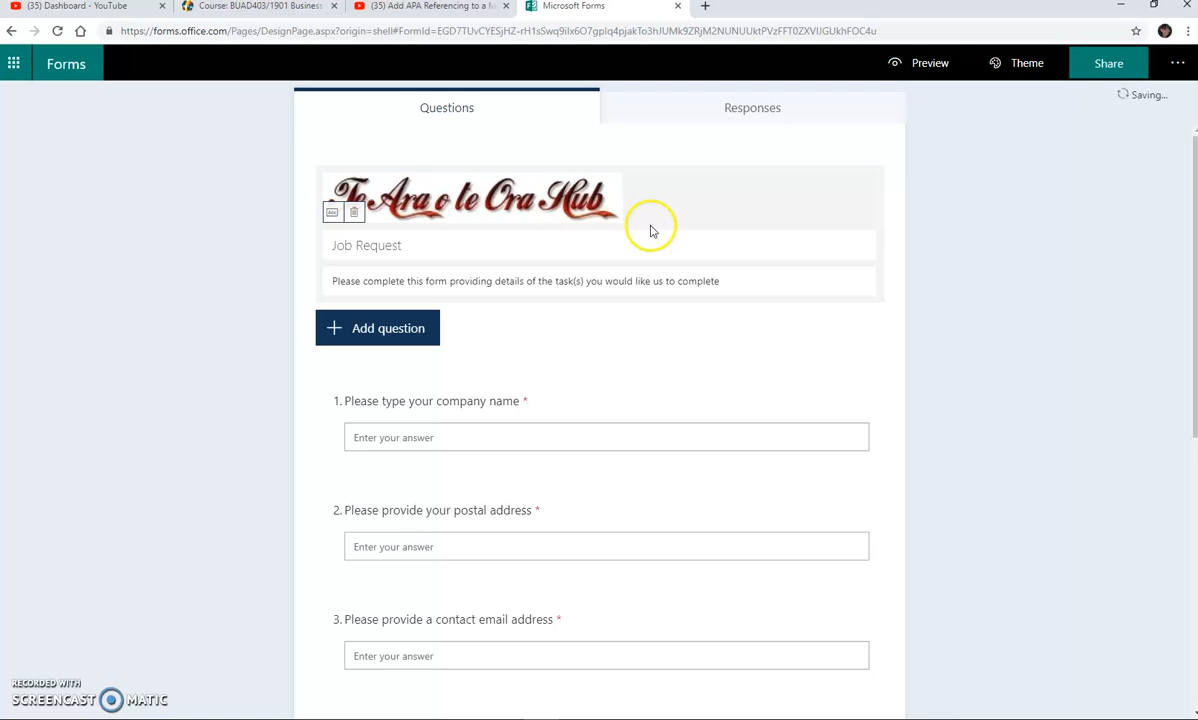 (35) Dashboard - YouTube
Course: BUAD403/1901 Business
(35) Add APA Referencing to a M
Microsoft Forms
https://forms.office.com/Pages/DesignPage.aspx?origin=shell#FormId=
Forms
Preview
Theme
Share
Questions
Responses
Saving...
Te Ara o te Ora Hub
Job Request
Please complete this form providing details of the task(s) you would like us to complete
Add question
1. Please type your company name *
Enter your answer
2. Please provide your postal address *
Enter your answer
3. Please provide a contact email address *
Enter your answer
RECORDED WITH
SCREENCAST MATIC